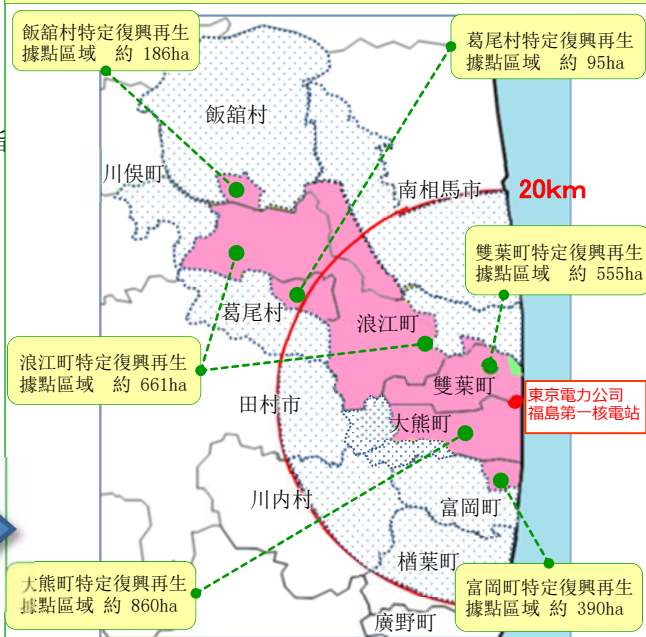 飯舘村特定復興再生
據點區域 約 186ha
葛尾村特定復興再生
據點區域 約 95ha
飯舘村
川俣町
南相馬市
20km
雙葉町特定復興再生
據點區域 約 555ha
葛尾村
浪江町
浪江町特定復興再生
據點區域 約 661ha
雙葉町
東京電力公司
福島第一核電站
田村市
大熊町
川內村
富岡町
楢葉町
大熊町特定復興再生
據點區域 約 860ha
富岡町特定復興再生
據點區域 約 390ha
廣野町